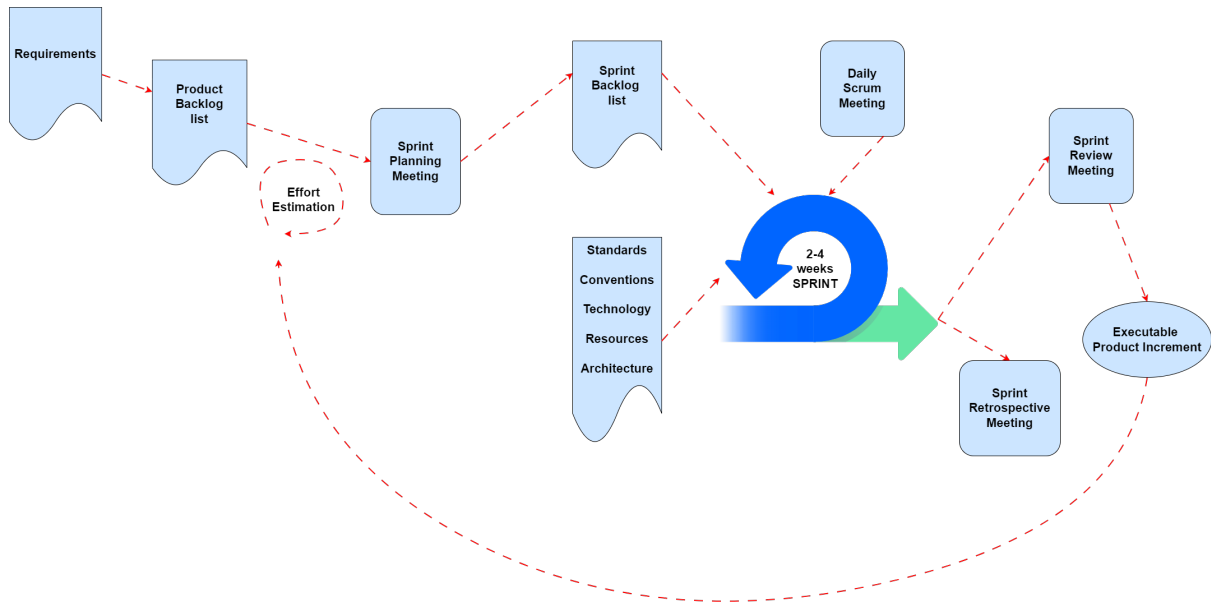 Requirements
Product
Backlog
list
Effort
Estimation
Sprint
Planning
Meeting
Sprint
Backlog
list
Standards
Conventions
Technology
Resources
Architecture
Daily
Scrum
Meeting
2-4
weeks
SPRINT
Sprint
Review
Meeting
Executable
Product Increment
Sprint
Retrospective
Meeting